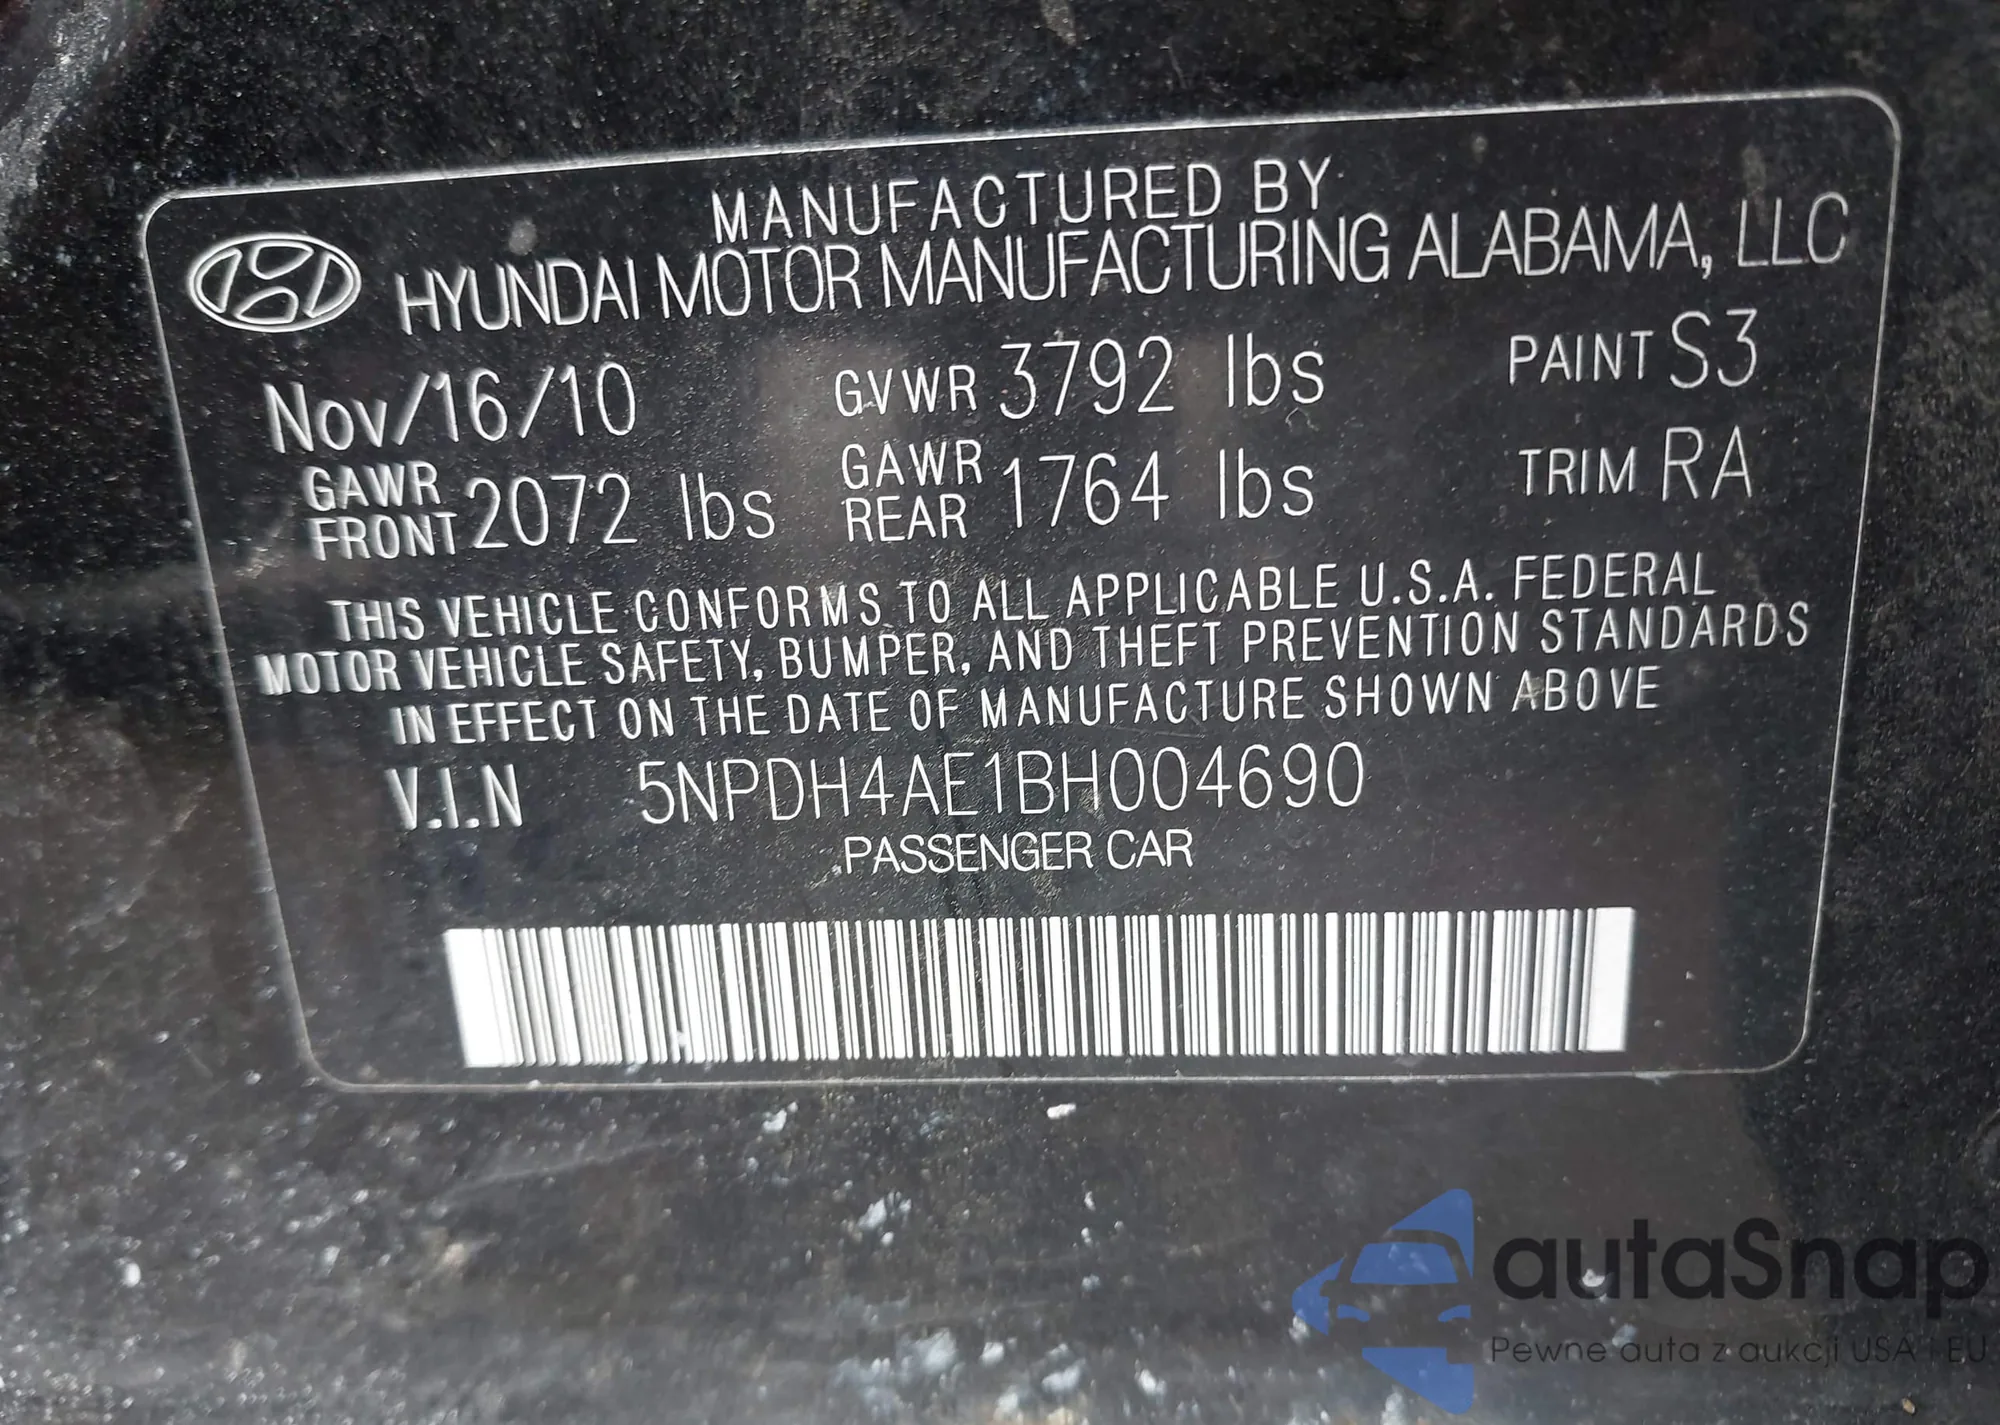 MANUFACTURED BY
HYUNDAI MOTOR MANUFACTURING ALABAMA, LLC
Nov/16/10 GVWR 3792 lbs PAINT S3
GAWR FRONT 2072 lbs GAWR REAR 1764 lbs TRIM RA
THIS VEHICLE CONFORMS TO ALL APPLICABLE U.S.A. FEDERAL
MOTOR VEHICLE SAFETY, BUMPER, AND THEFT PREVENTION STANDARDS
IN EFFECT ON THE DATE OF MANUFACTURE SHOWN ABOVE
V.I.N 5NPDH4AE1BH004690
PASSENGER CAR
autaSnap
Pewne auta z aukcji USA i EU